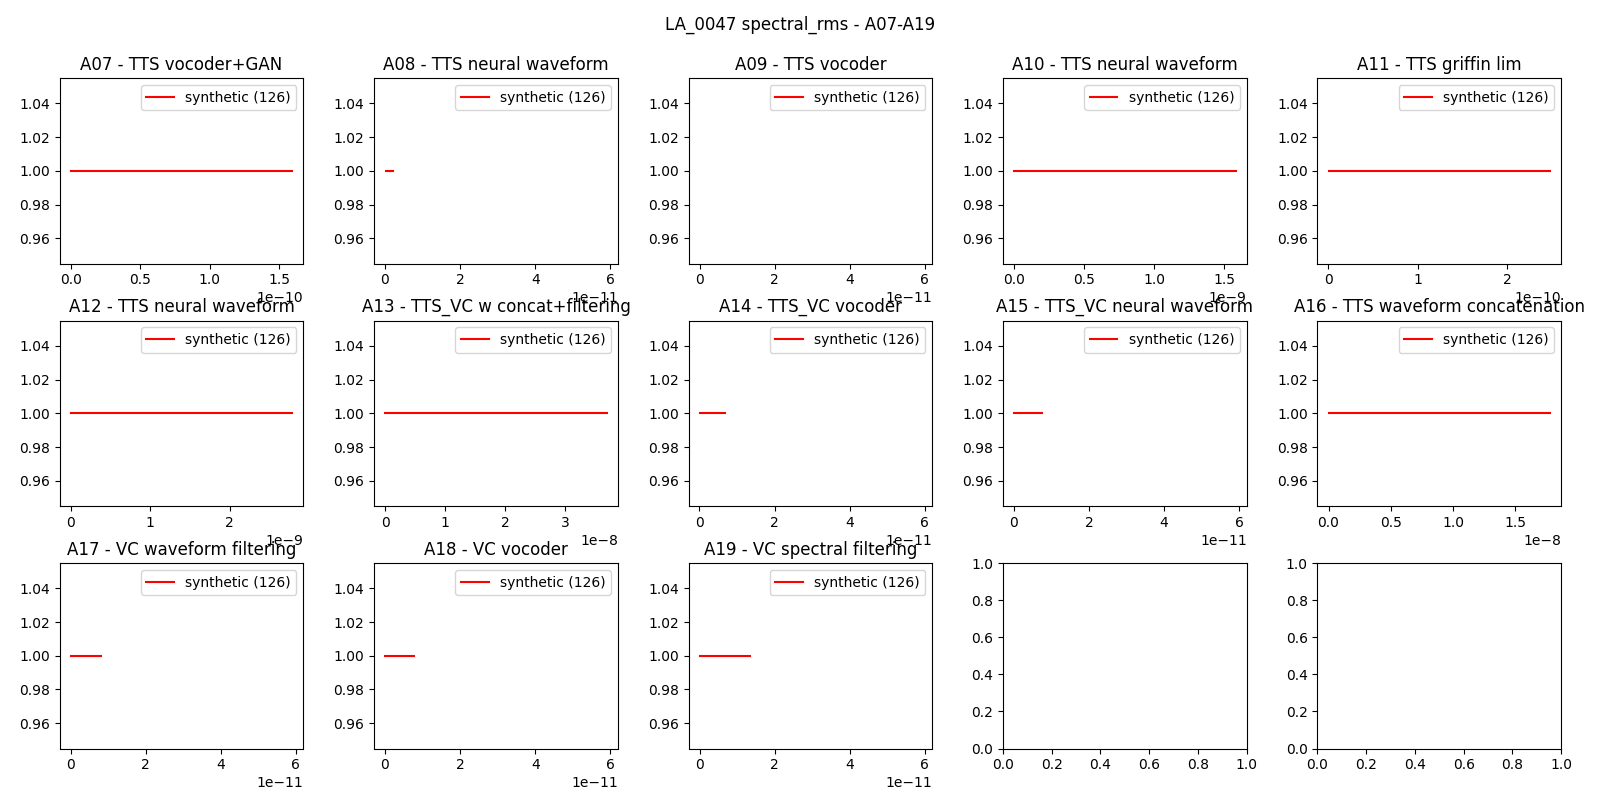 LA_0047 spectral_rms - A07-A19
A07 - TTS vocoder+GAN
A08 - TTS neural waveform
A09 - TTS vocoder
A10 - TTS neural waveform
A11 - TTS griffin lim
synthetic (126)
synthetic (126)
synthetic (126)
synthetic (126)
synthetic (126)
1.04
1.02
1.00
0.98
0.96
1.04
1.02
1.00
0.98
0.96
1.04
1.02
1.00
0.98
0.96
1.04
1.02
1.00
0.98
0.96
1.04
1.02
1.00
0.98
0.96
0.0 0.5 1.0 1.5
1e−10
0 2 4 6
1e−11
0 2 4 6
1e−11
0.0 0.5 1.0 1.5
1e−9
0 1 2
1e−10
A12 - TTS neural waveform
A13 - TTS_VC w concat+filtering
A14 - TTS_VC vocoder
A15 - TTS_VC neural waveform
A16 - TTS waveform concatenation
synthetic (126)
synthetic (126)
synthetic (126)
synthetic (126)
synthetic (126)
1.04
1.02
1.00
0.98
0.96
1.04
1.02
1.00
0.98
0.96
1.04
1.02
1.00
0.98
0.96
1.04
1.02
1.00
0.98
0.96
1.04
1.02
1.00
0.98
0.96
0 1 2
1e−9
0 1 2 3
1e−8
0 2 4 6
1e−11
0 2 4 6
1e−11
0.0 0.5 1.0 1.5
1e−8
A17 - VC waveform filtering
A18 - VC vocoder
A19 - VC spectral filtering
synthetic (126)
synthetic (126)
synthetic (126)
1.04
1.02
1.00
0.98
0.96
1.04
1.02
1.00
0.98
0.96
1.04
1.02
1.00
0.98
0.96
1.0
0.8
0.6
0.4
0.2
0.0
1.0
0.8
0.6
0.4
0.2
0.0
0 2 4 6
1e−11
0 2 4 6
1e−11
0 2 4 6
1e−11
0.0 0.2 0.4 0.6 0.8 1.0
0.0 0.2 0.4 0.6 0.8 1.0